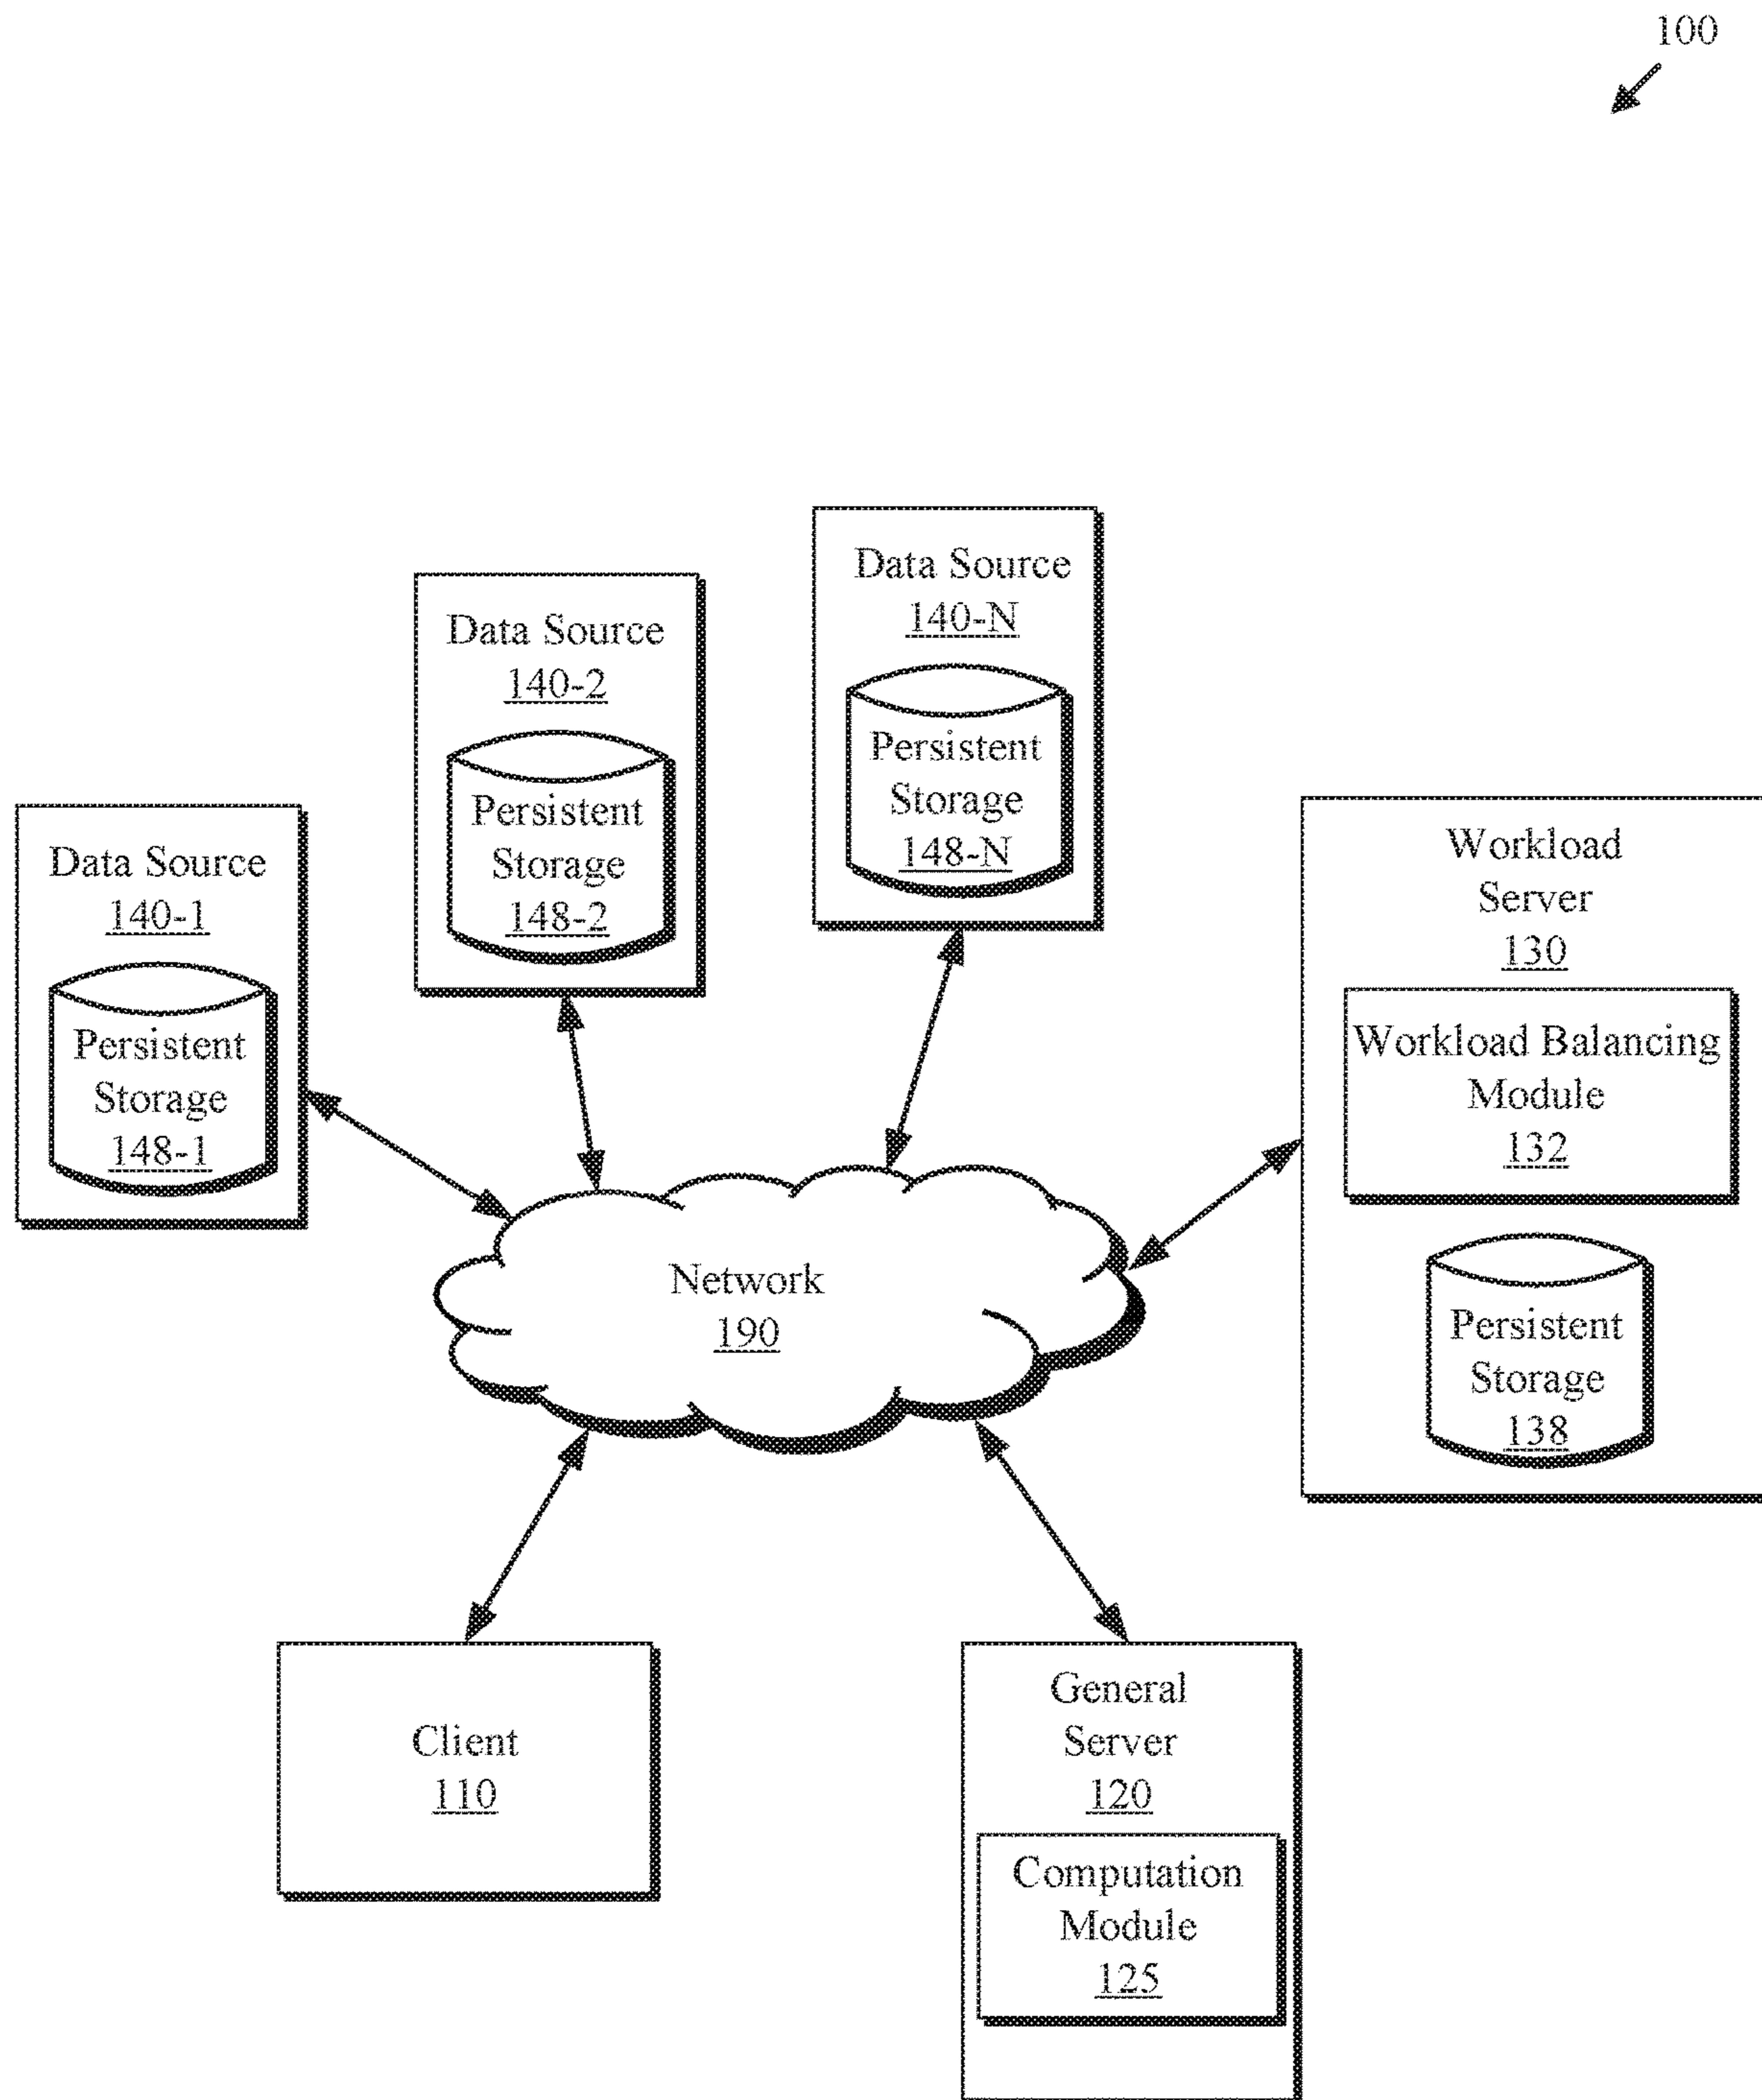 100
Data Source
140-N
Persistent
Storage
148-N
Data Source
140-2
Persistent
Storage
148-2
Data Source
140-1
Persistent
Storage
148-1
Workload
Server
130
Workload Balancing
Module
132
Persistent
Storage
138
Network
190
Client
110
General
Server
120
Computation
Module
125